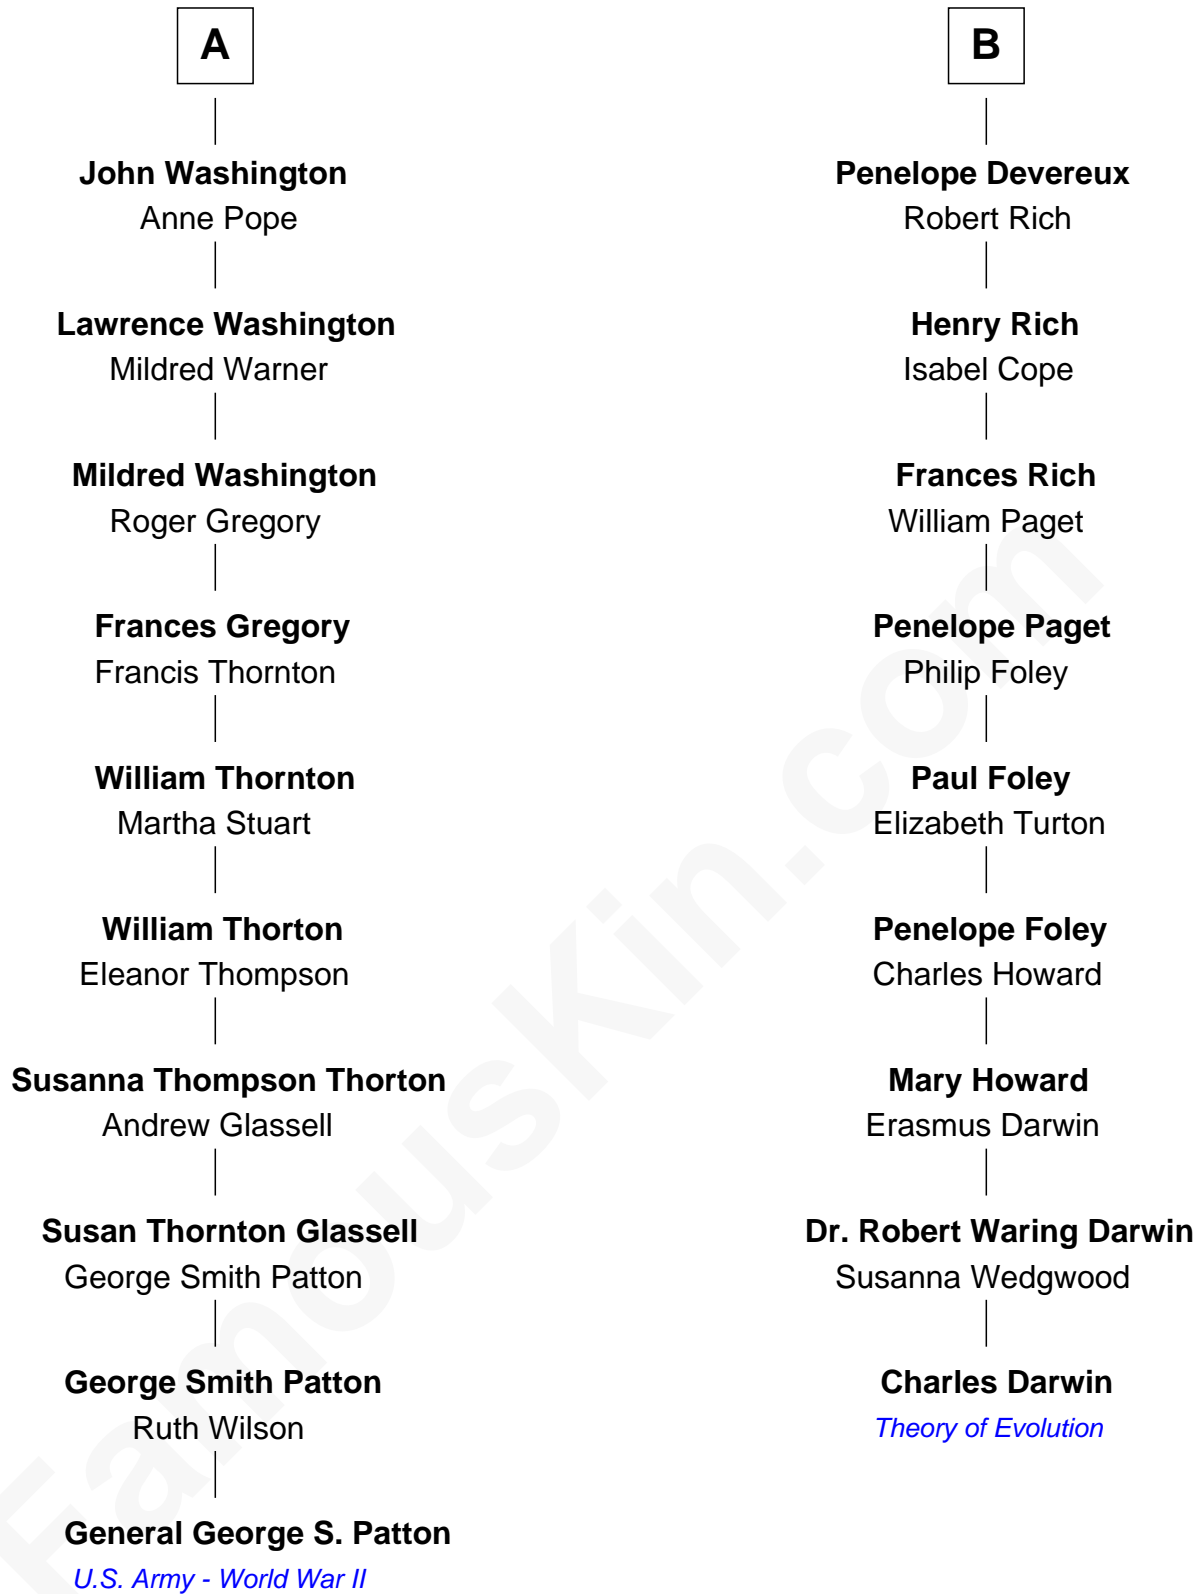 A
John Washington
Anne Pope
Lawrence Washington
Mildred Warner
Mildred Washington
Roger Gregory
Frances Gregory
Francis Thornton
William Thornton
Martha Stuart
William Thorton
Eleanor Thompson
Susanna Thompson Thorton
Andrew Glassell
Susan Thornton Glassell
George Smith Patton
George Smith Patton
Ruth Wilson
General George S. Patton
U.S. Army - World War II
B
Penelope Devereux
Robert Rich
Henry Rich
Isabel Cope
Frances Rich
William Paget
Penelope Paget
Philip Foley
Paul Foley
Elizabeth Turton
Penelope Foley
Charles Howard
Mary Howard
Erasmus Darwin
Dr. Robert Waring Darwin
Susanna Wedgwood
Charles Darwin
Theory of Evolution
FamousKin.com